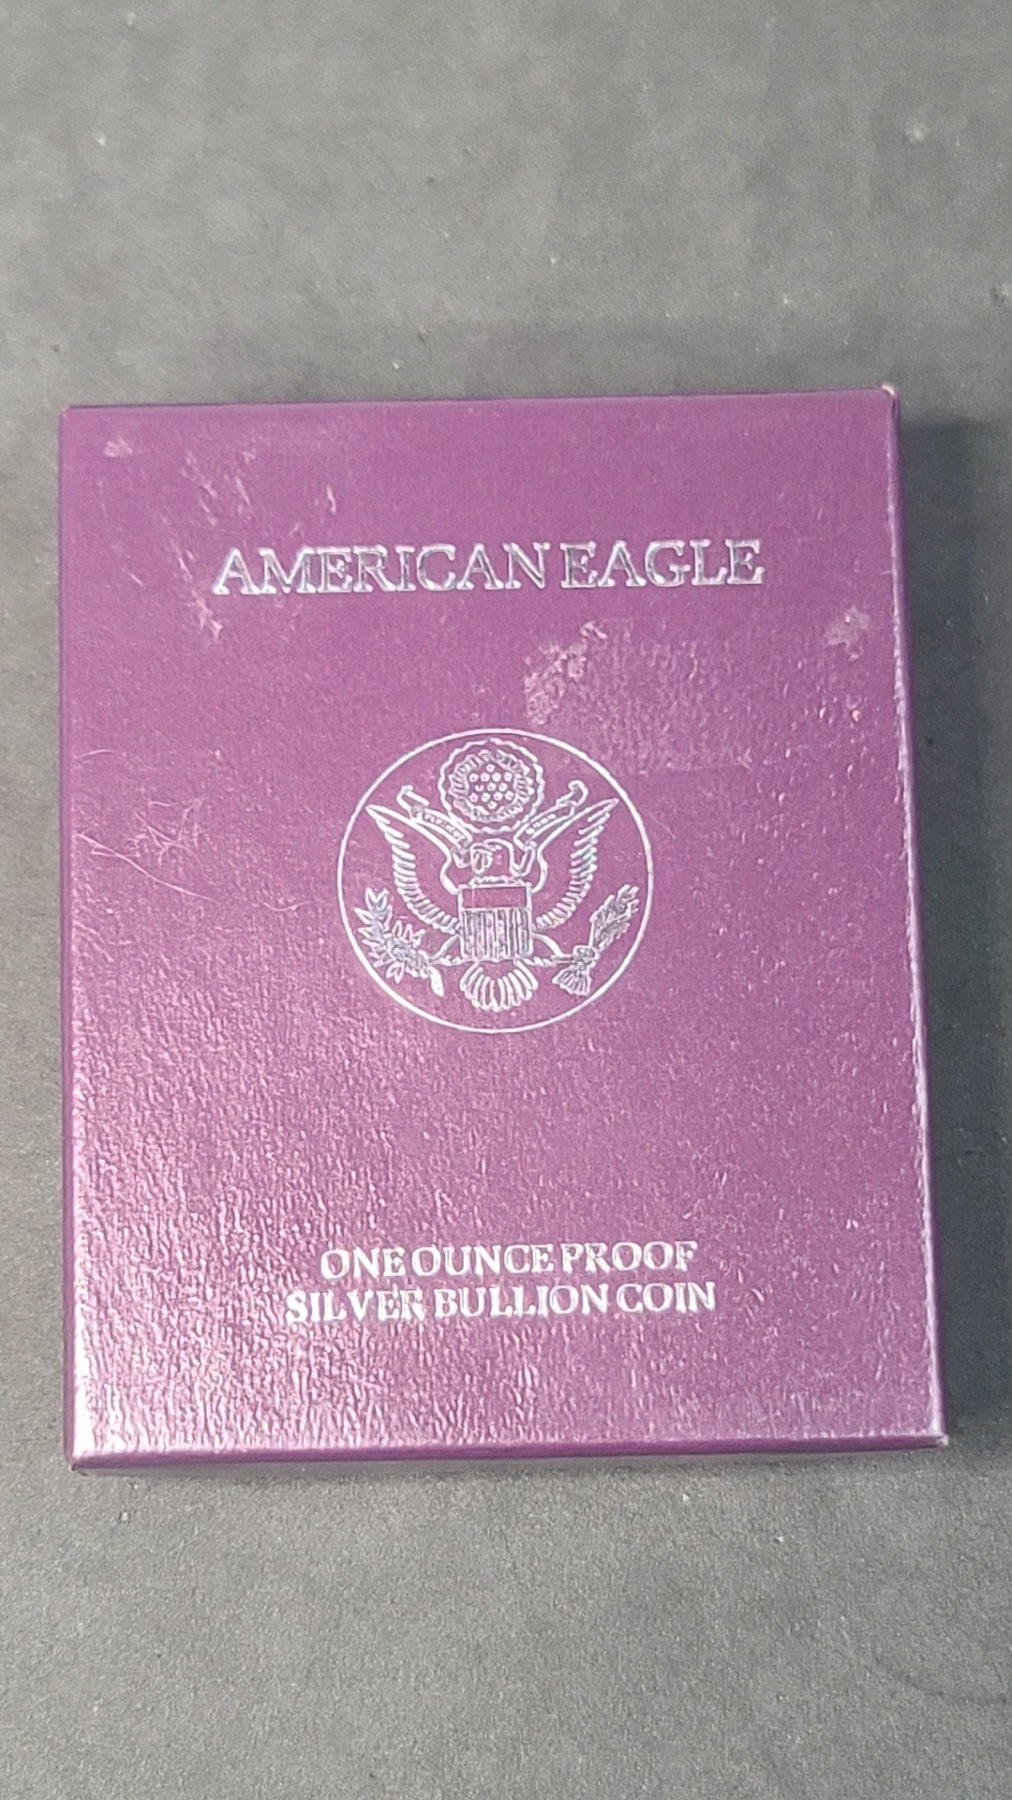 AMERICAN EAGLE
ONE OUNCE PROOF
SILVER BULLION COIN